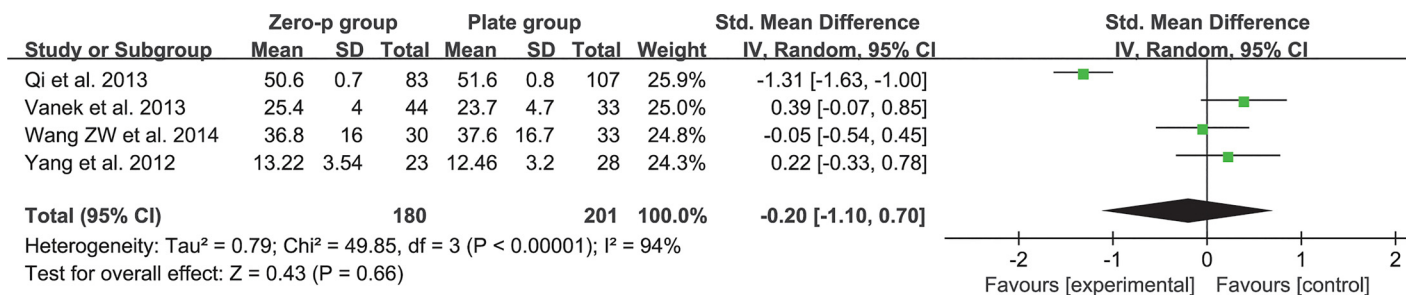 Zero-p group Plate group Std. Mean Difference Std. Mean Difference
Study or Subgroup Mean SD Total Mean SD Total Weight IV, Random, 95% CI IV, Random, 95% CI
Qi et al. 2013 50.6 0.7 83 51.6 0.8 107 25.9% -1.31 [-1.63, -1.00]
Vanek et al. 2013 25.4 4 44 23.7 4.7 33 25.0% 0.39 [-0.07, 0.85]
Wang ZW et al. 2014 36.8 16 30 37.6 16.7 33 24.8% -0.05 [-0.54, 0.45]
Yang et al. 2012 13.22 3.54 23 12.46 3.2 28 24.3% 0.22 [-0.33, 0.78]
Total (95% CI) 180 201 100.0% -0.20 [-1.10, 0.70]
Heterogeneity: Tau² = 0.79; Chi² = 49.85, df = 3 (P < 0.00001); I² = 94%
Test for overall effect: Z = 0.43 (P = 0.66)
-2 -1 0 1 2
Favours [experimental] Favours [control]